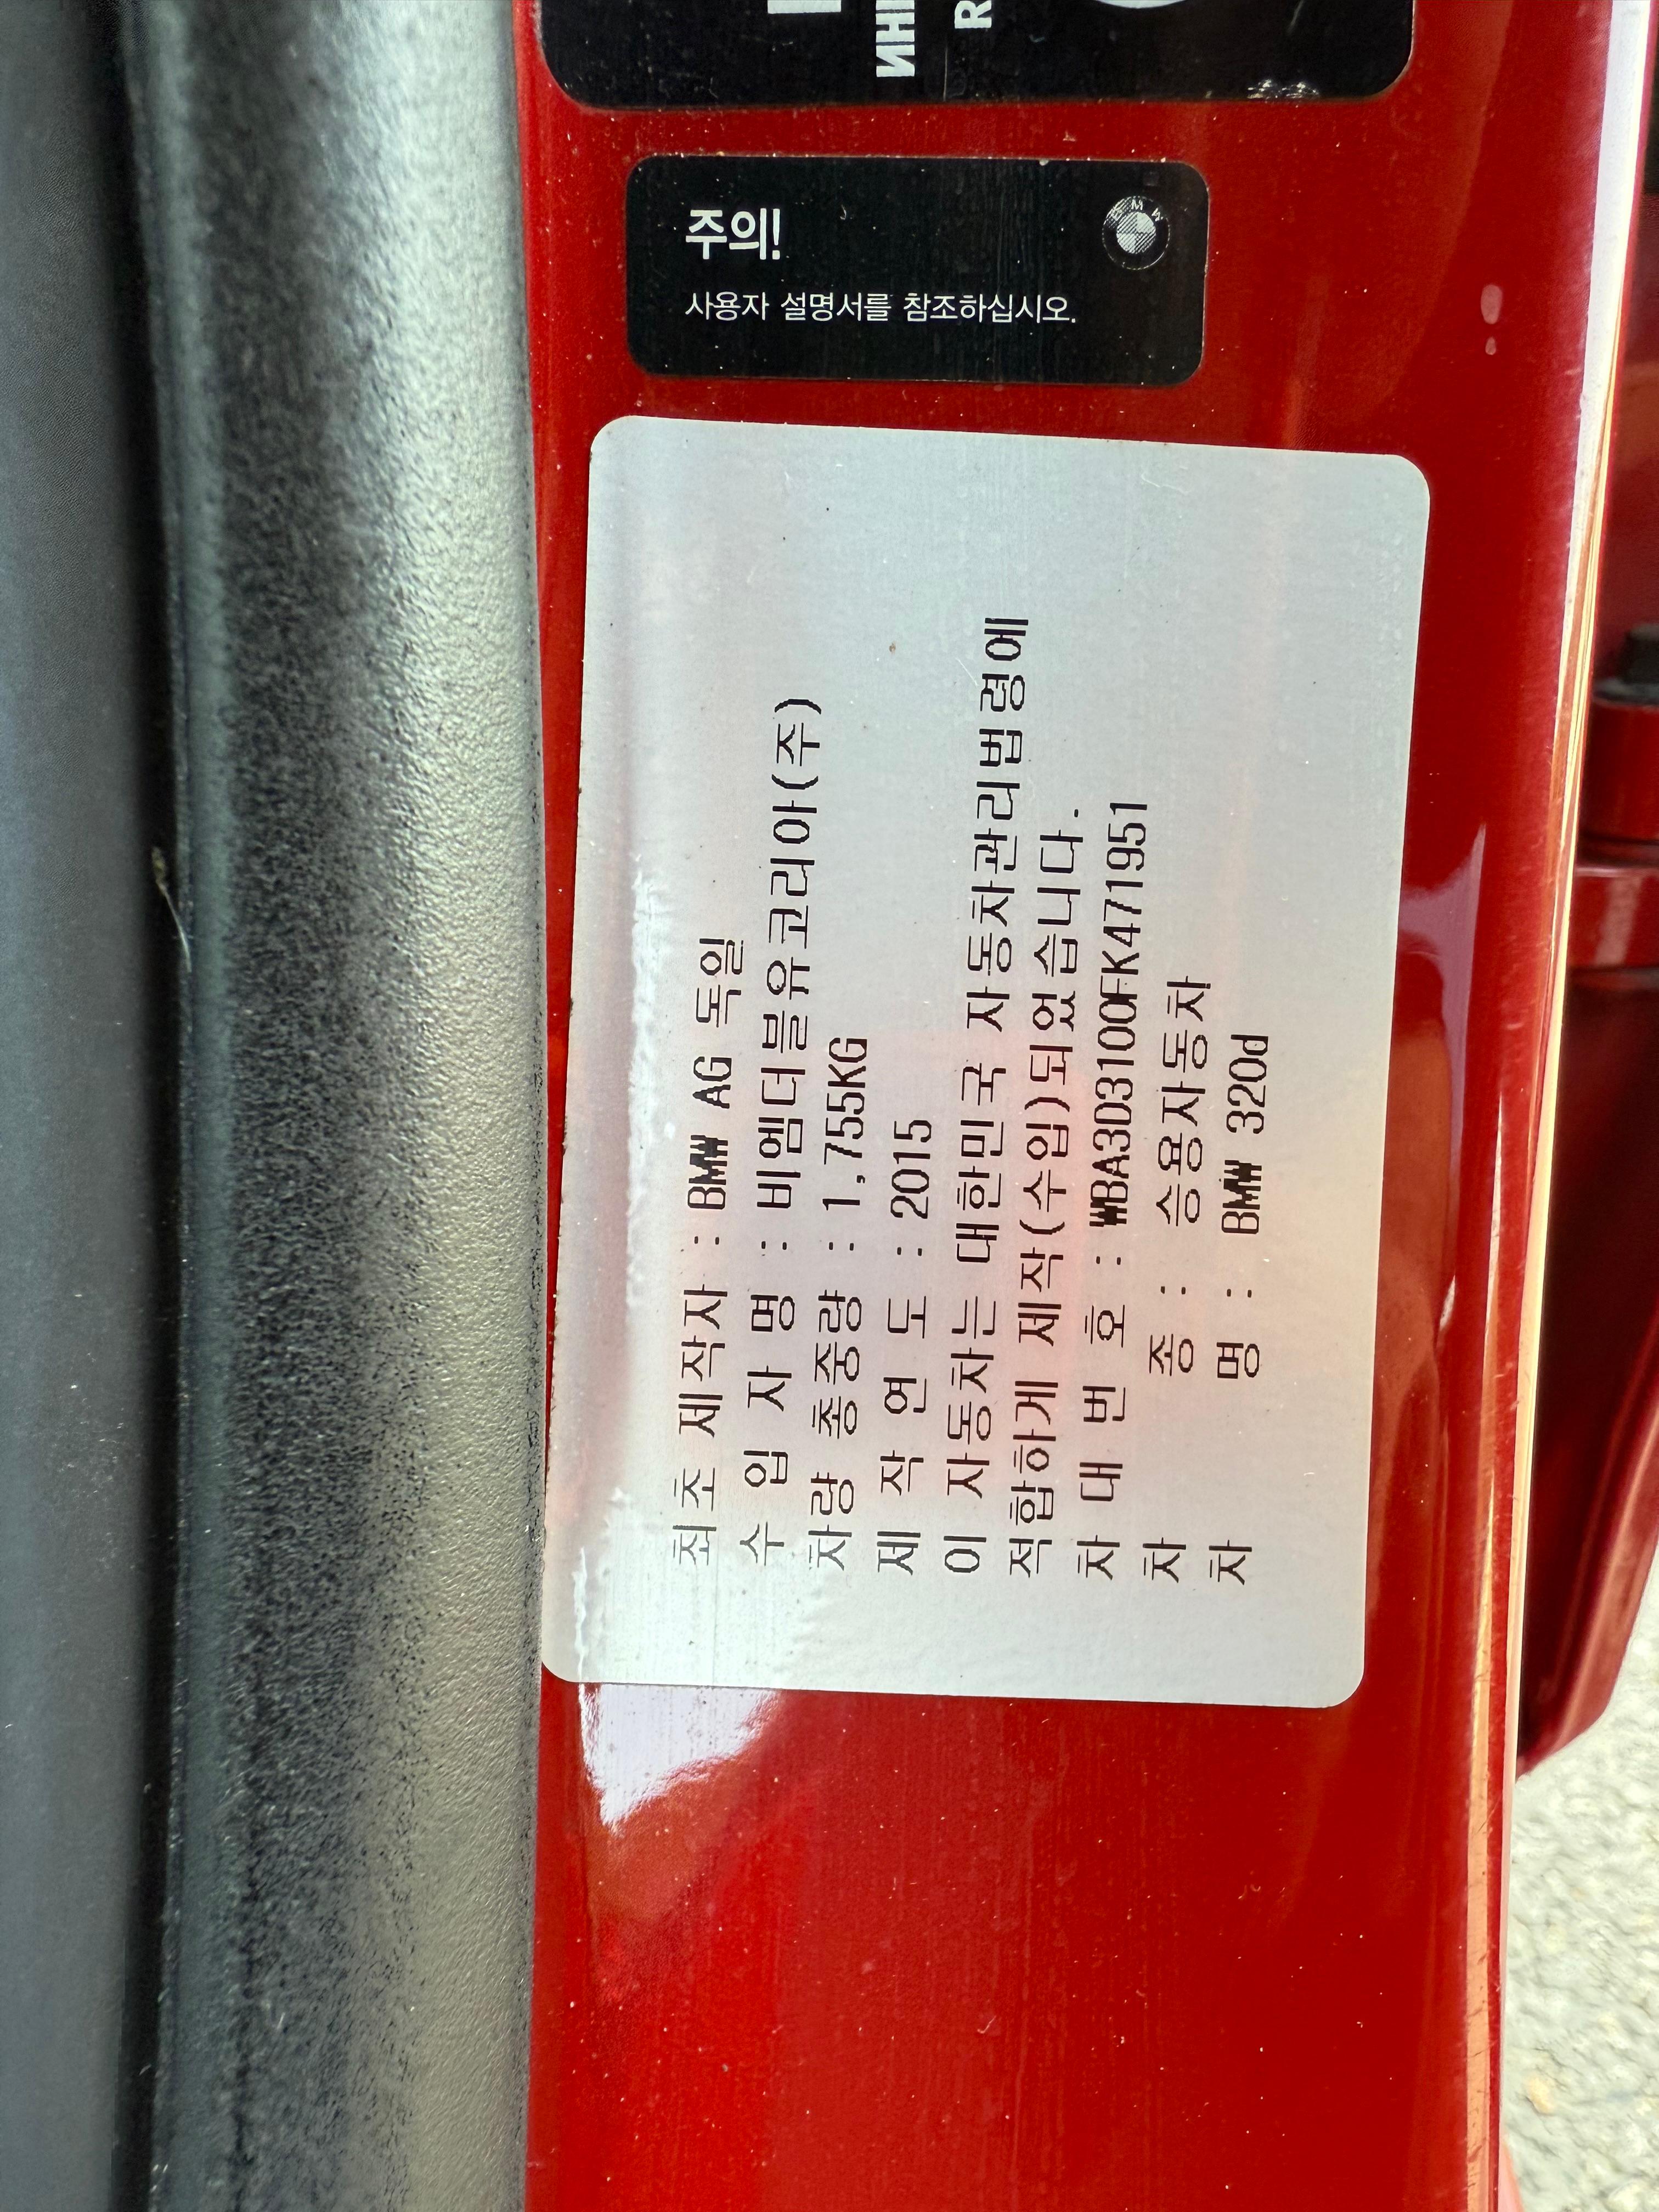 주의!
사용자 설명서를 참조하십시오.
BMW
최초 제작자 : BMW AG 독일
수 입 자 명 : 비엠더블유코리아(주)
차량 총중량 : 1,755KG
제 작 연 도 : 2015
이 자동차는 대한민국 자동차관리법령에
적합하게 제작(수입)되었습니다.
차 대 번 호 : WBA3D3100FK471951
차 종 : 승용자동차
차 명 : BMW 320d